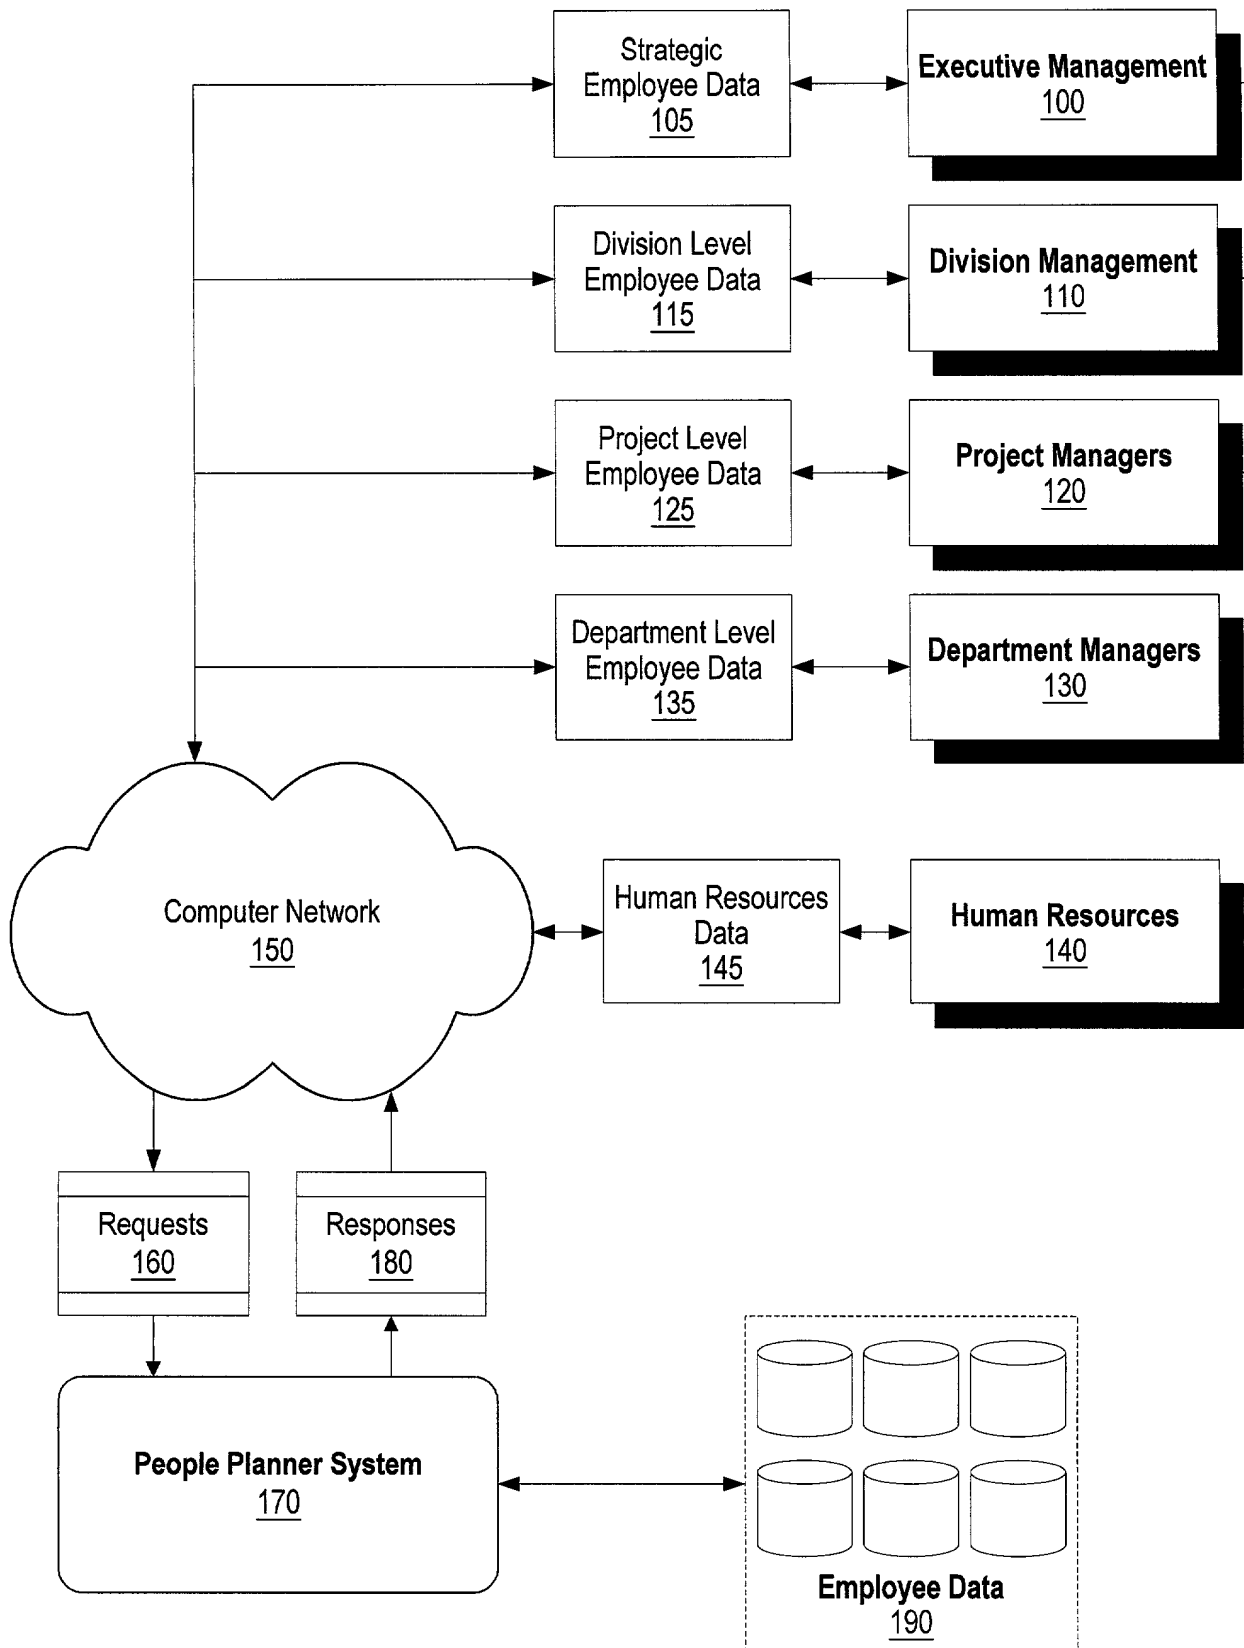 Strategic
Employee Data
105
Executive Management
100
Division Level
Employee Data
115
Division Management
110
Project Level
Employee Data
125
Project Managers
120
Department Level
Employee Data
135
Department Managers
130
Computer Network
150
Human Resources
Data
145
Human Resources
140
Requests
160
Responses
180
People Planner System
170
Employee Data
190